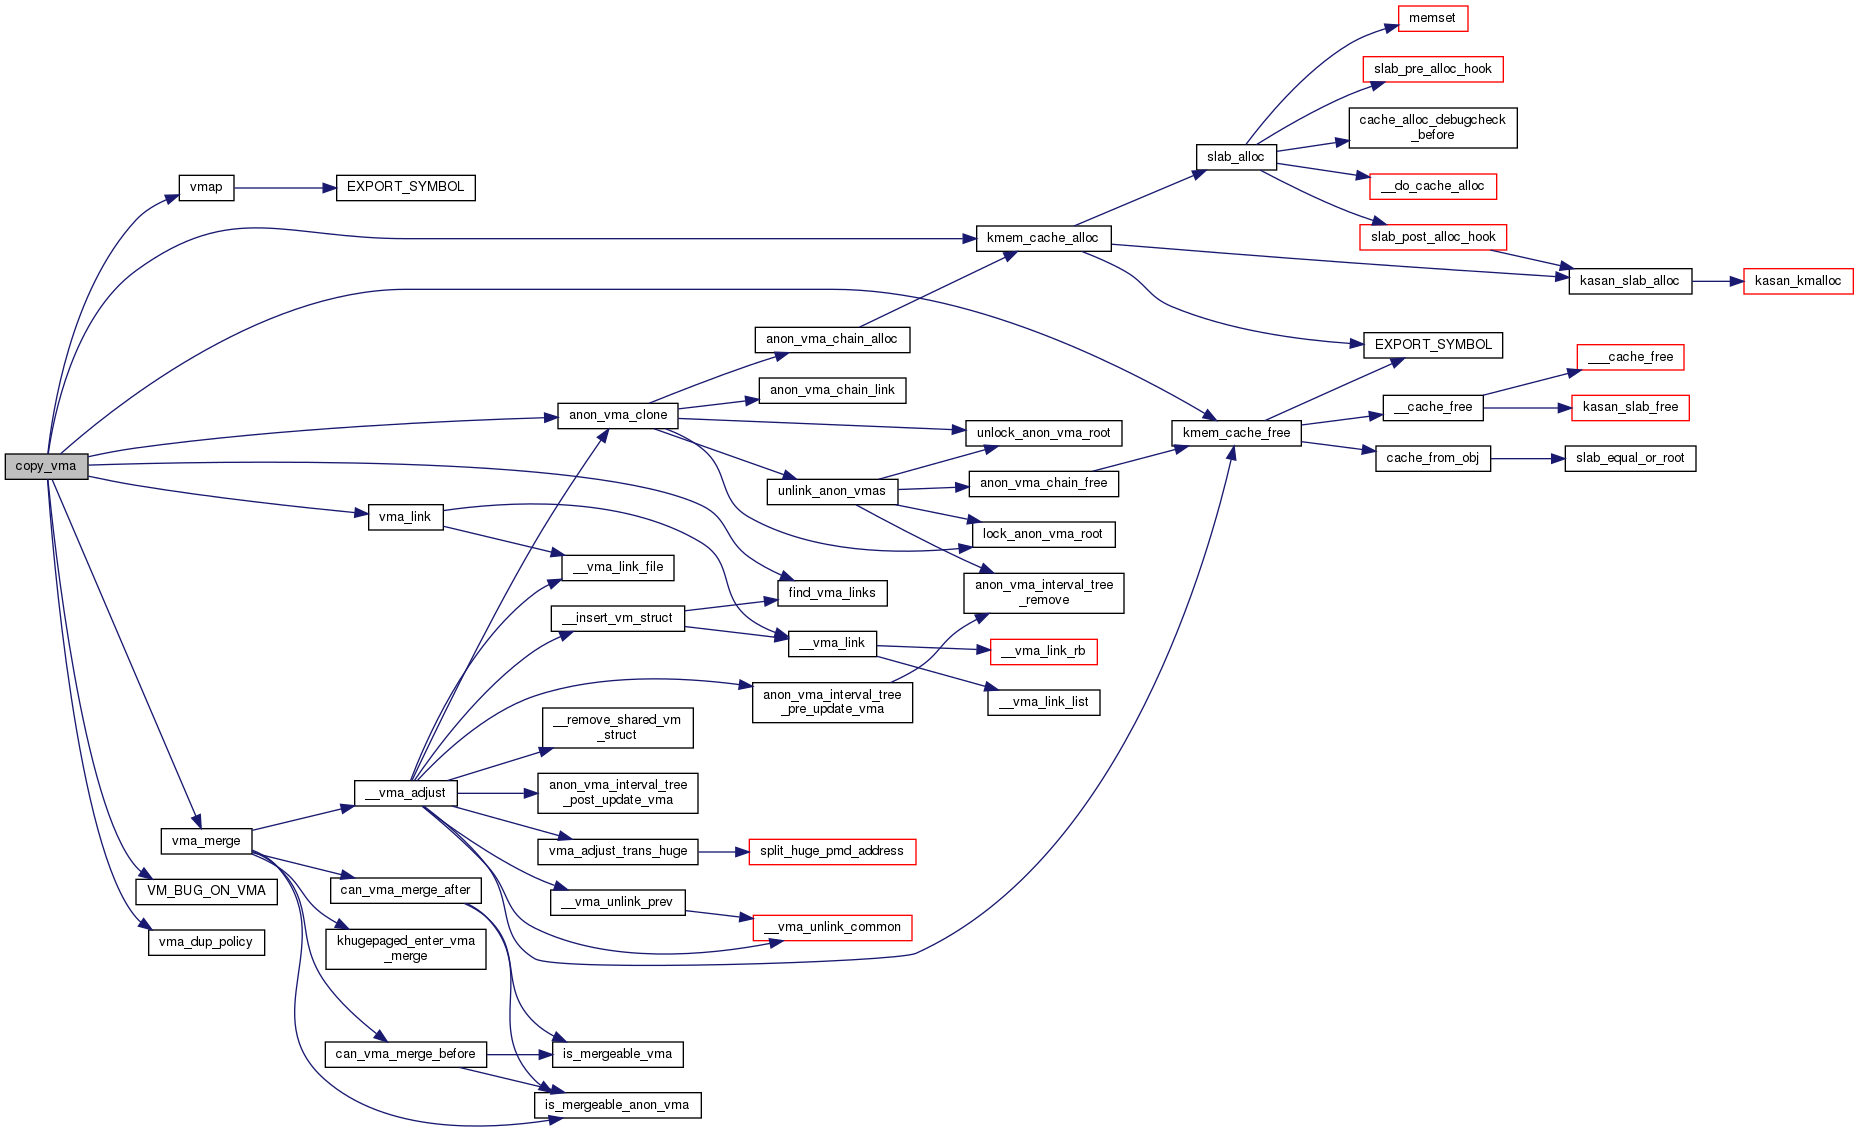 memset
slab_pre_alloc_hook
cache_alloc_debugcheck
_before
slab_alloc
__do_cache_alloc
vmap
EXPORT_SYMBOL
kmem_cache_alloc
slab_post_alloc_hook
kasan_slab_alloc
kasan_kmalloc
anon_vma_chain_alloc
EXPORT_SYMBOL
___cache_free
anon_vma_chain_link
anon_vma_clone
__cache_free
kasan_slab_free
unlock_anon_vma_root
kmem_cache_free
copy_vma
cache_from_obj
slab_equal_or_root
unlink_anon_vmas
anon_vma_chain_free
vma_link
lock_anon_vma_root
__vma_link_file
find_vma_links
anon_vma_interval_tree
_remove
__insert_vm_struct
__vma_link
__vma_link_rb
anon_vma_interval_tree
_pre_update_vma
__vma_link_list
__remove_shared_vm
_struct
__vma_adjust
anon_vma_interval_tree
_post_update_vma
vma_merge
vma_adjust_trans_huge
split_huge_pmd_address
VM_BUG_ON_VMA
can_vma_merge_after
__vma_unlink_prev
__vma_unlink_common
vma_dup_policy
khugepaged_enter_vma
_merge
can_vma_merge_before
is_mergeable_vma
is_mergeable_anon_vma